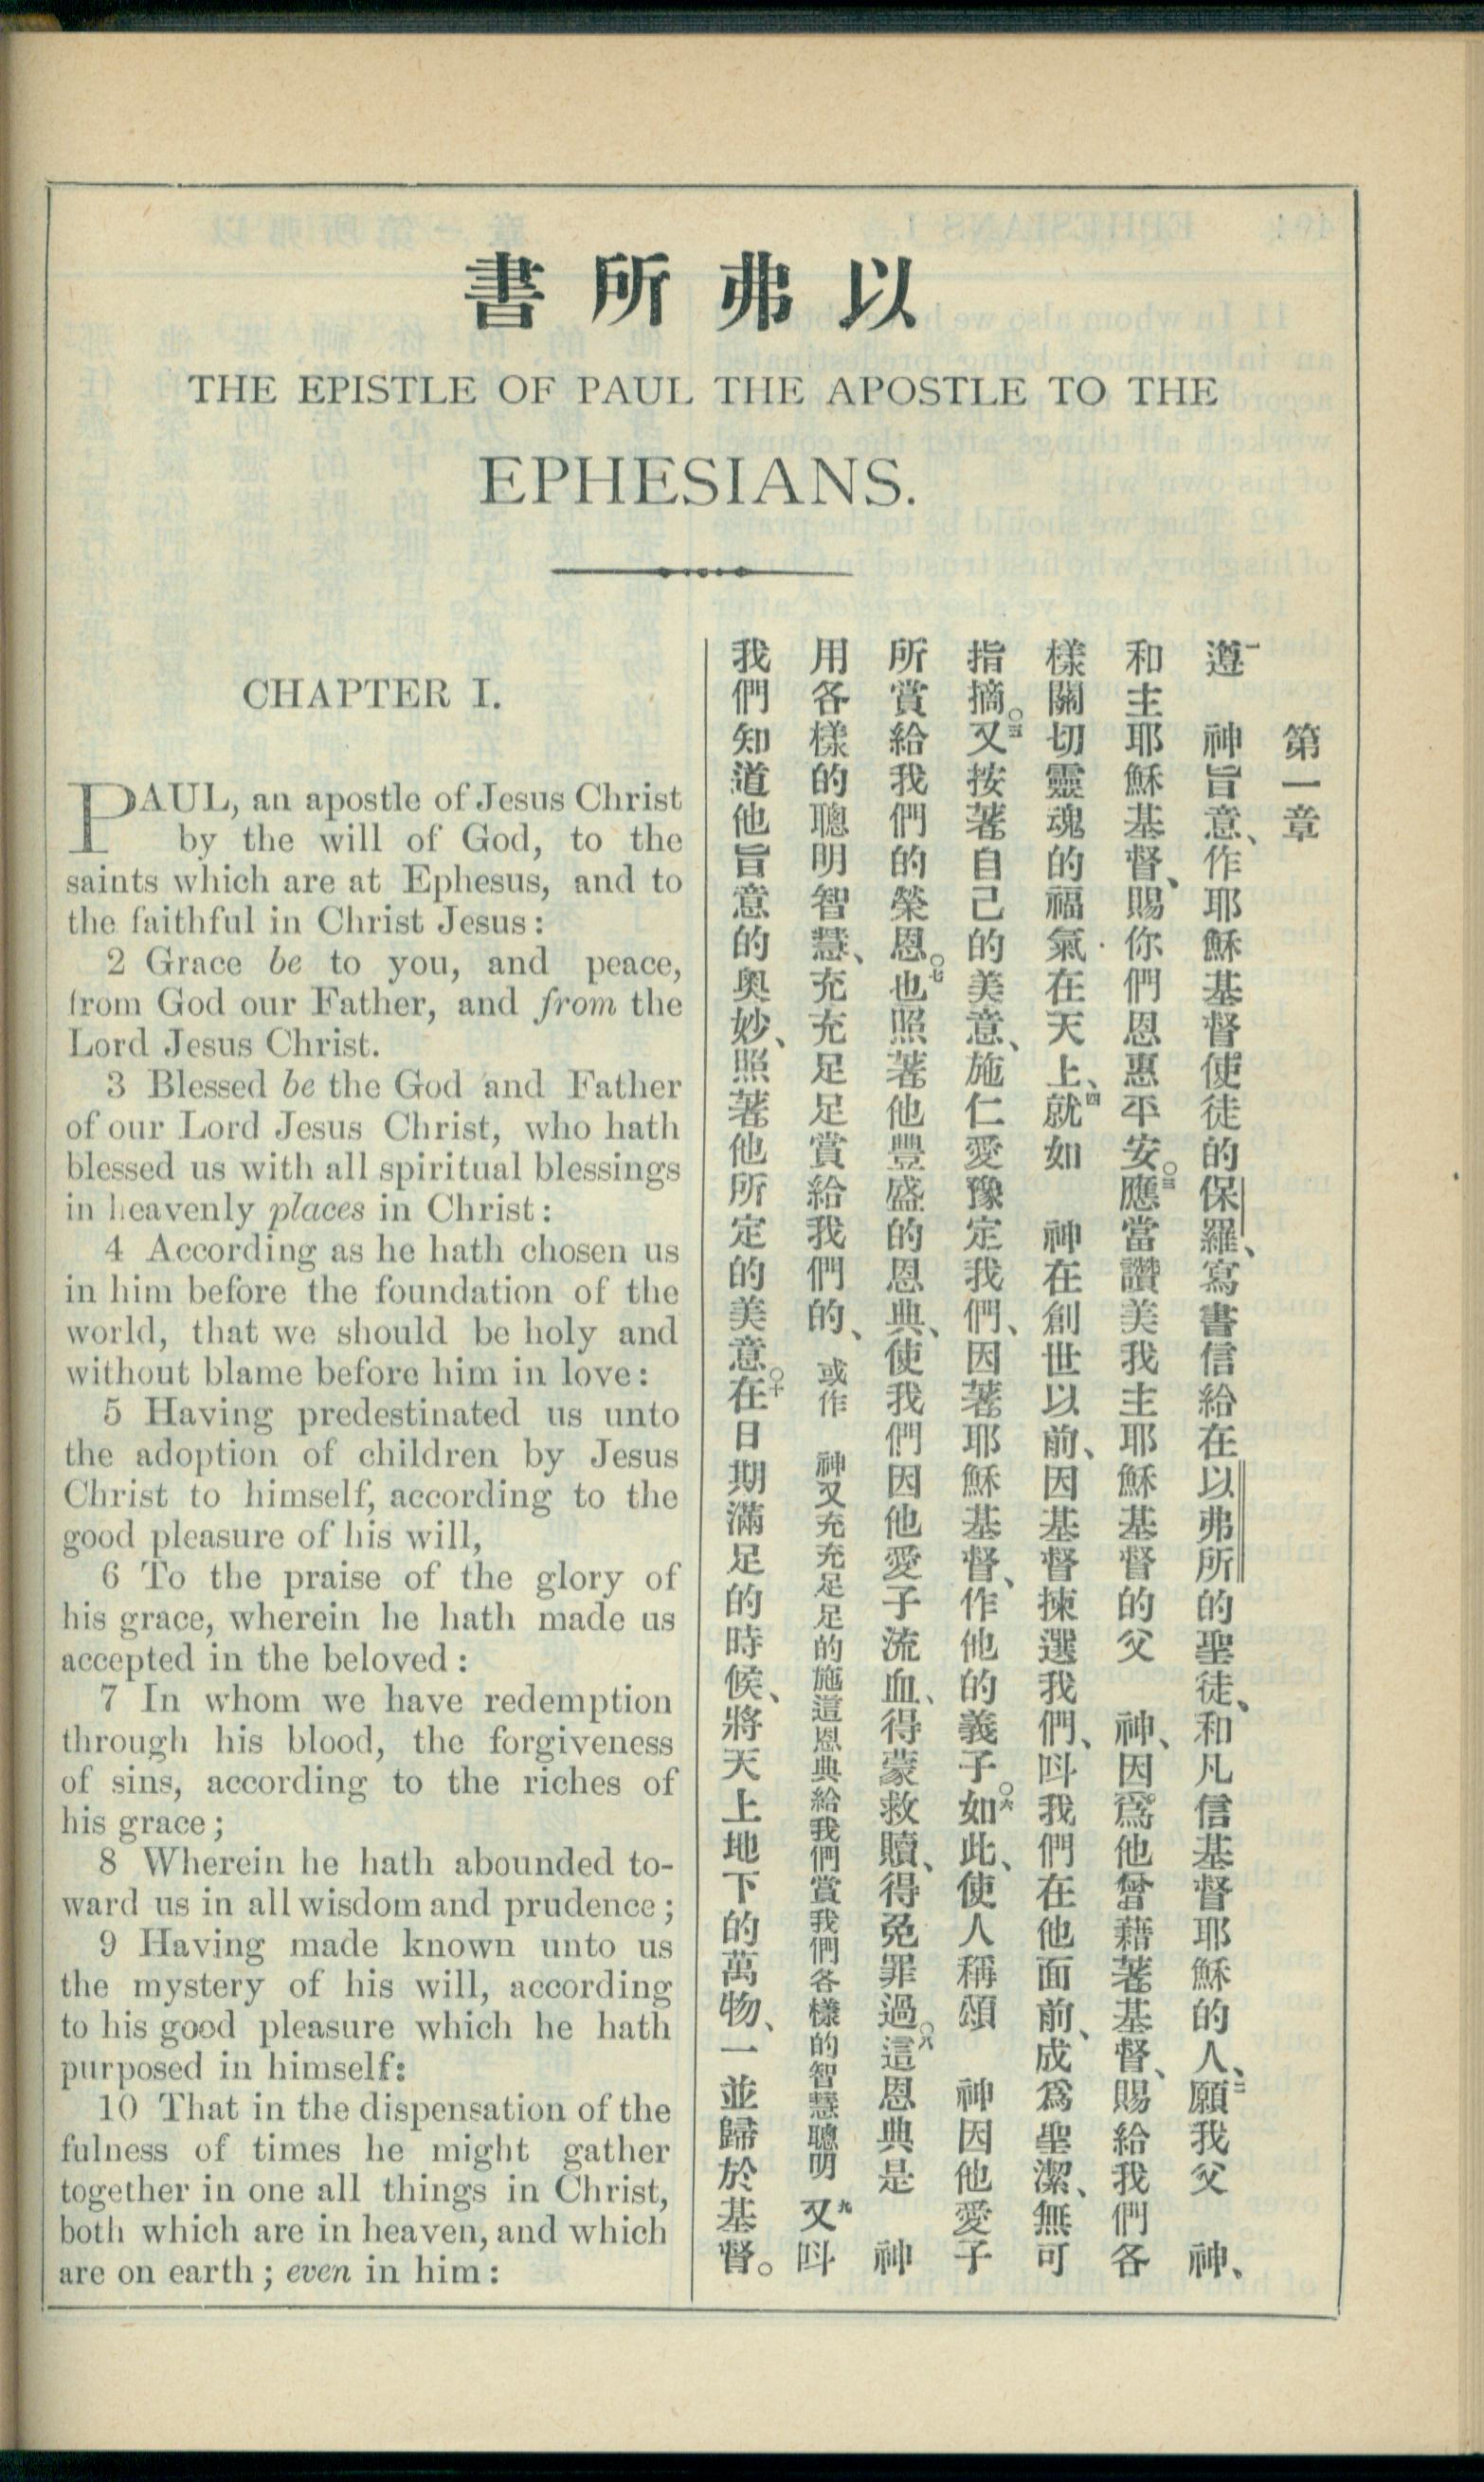 以弗所書
THE EPISTLE OF PAUL THE APOSTLE TO THE
EPHESIANS.
CHAPTER I.
PAUL, an apostle of Jesus Christ
by the will of God, to the
saints which are at Ephesus, and to
the faithful in Christ Jesus:
2 Grace be to you, and peace,
from God our Father, and from the
Lord Jesus Christ.
3 Blessed be the God and Father
of our Lord Jesus Christ, who hath
blessed us with all spiritual blessings
in heavenly places in Christ:
4 According as he hath chosen us
in him before the foundation of the
world, that we should be holy and
without blame before him in love:
5 Having predestinated us unto
the adoption of children by Jesus
Christ to himself, according to the
good pleasure of his will,
6 To the praise of the glory of
his grace, wherein he hath made us
accepted in the beloved:
7 In whom we have redemption
through his blood, the forgiveness
of sins, according to the riches of
his grace;
8 Wherein he hath abounded to-
ward us in all wisdom and prudence;
9 Having made known unto us
the mystery of his will, according
to his good pleasure which he hath
purposed in himself:
10 That in the dispensation of the
fulness of times he might gather
together in one all things in Christ,
both which are in heaven, and which
are on earth; even in him:
第一章
一遵 神旨意、作耶穌基督使徒的保羅、寫書信給在以弗所的聖徒、和凡信基督耶穌的人、二願我父 神、
和主耶穌基督、賜你們恩惠平安。○三應當讚美我主耶穌基督的父 神、因爲他曾藉著基督、賜給我們各
樣關切靈魂的福氣在天上、四就如 神在創世以前、因基督揀選我們、呌我們在他面前、成爲聖潔、無可
指摘。○五又按著自己的美意、施仁愛豫定我們、因著耶穌基督、作他的義子。○六如此、使人稱頌 神因他愛子
所賞給我們的榮恩。○七也照著他豐盛的恩典、使我們因他愛子流血、得蒙救贖、得免罪過。○八這恩典是 神
用各樣的聰明智慧、充充足足賞給我們的、或作 神又充充足足的施這恩典給我們賞我們各樣的智慧聰明 九又呌
我們知道他旨意的奧妙、照著他所定的美意。○十在日期滿足的時候、將天上地下的萬物、一並歸於基督。